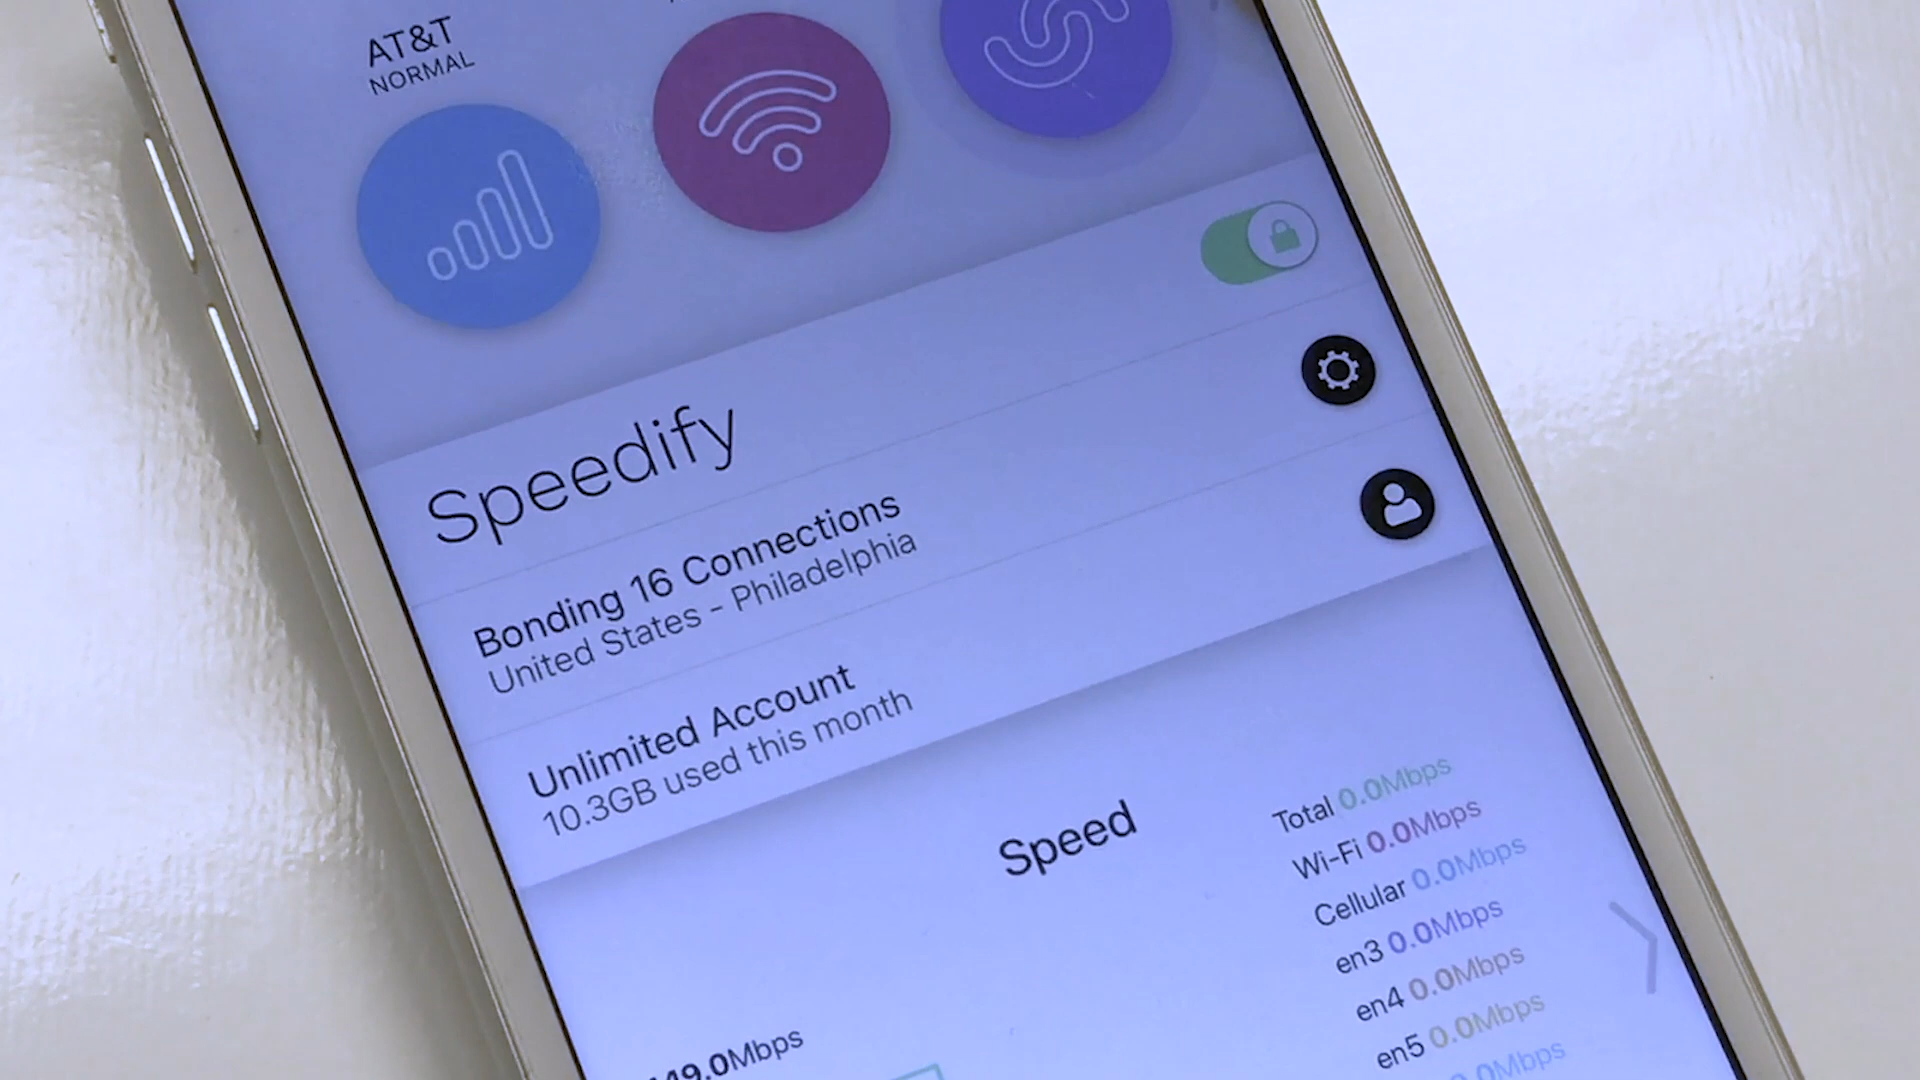 AT&T
NORMAL
Speedify
Bonding 16 Connections
United States - Philadelphia
Unlimited Account
10.3GB used this month
Speed
Total 0.0Mbps
Wi-Fi 0.0Mbps
Cellular 0.0Mbps
en3 0.0Mbps
en4 0.0Mbps
en5 0.0Mbps
0.0Mbps
49.0Mbps